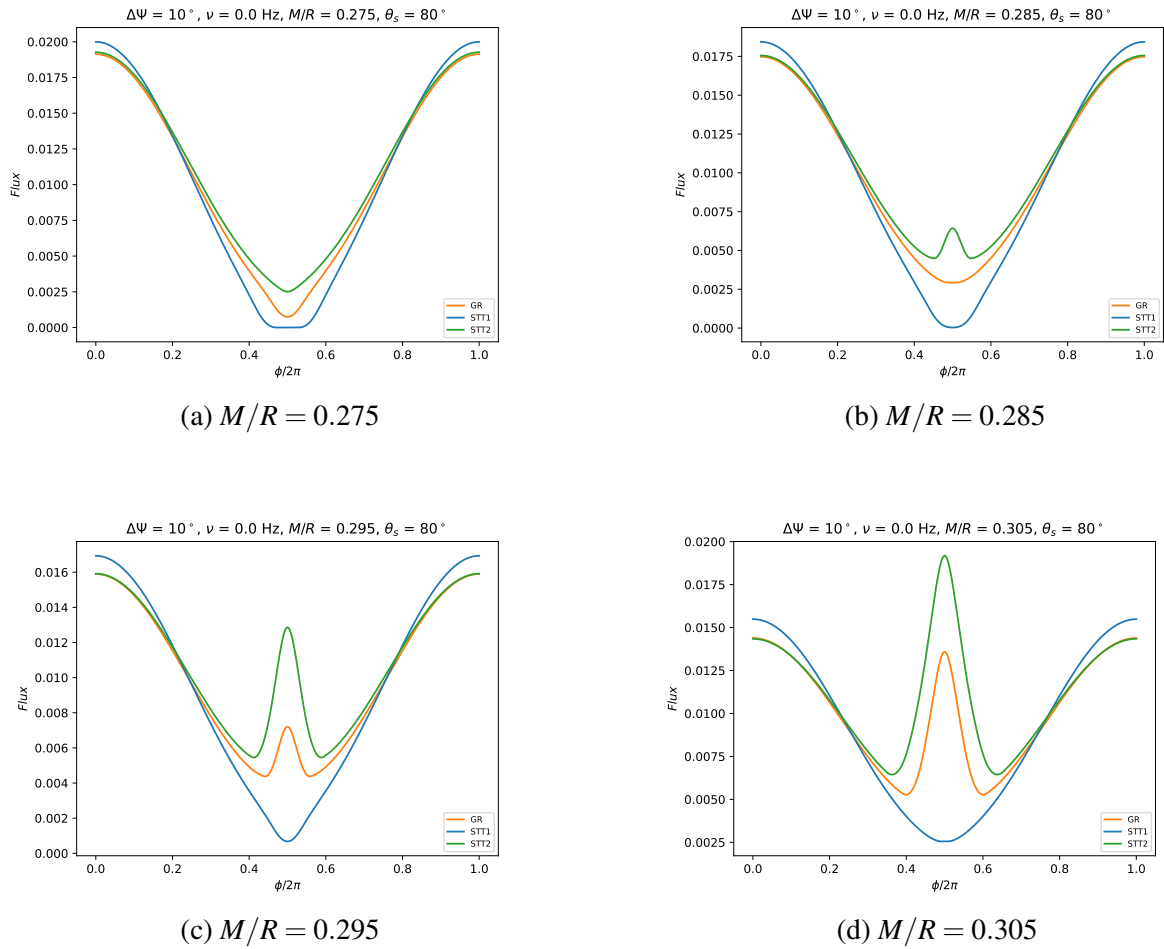 ΔΨ = 10°, ν = 0.0 Hz, M/R = 0.275, θs = 80°
0.0200
0.0175
0.0150
0.0125
0.0100
0.0075
0.0050
0.0025
0.0000
Flux
0.0 0.2 0.4 0.6 0.8 1.0
ϕ/2π
GR
STT1
STT2
(a) M/R = 0.275
ΔΨ = 10°, ν = 0.0 Hz, M/R = 0.285, θs = 80°
0.0175
0.0150
0.0125
0.0100
0.0075
0.0050
0.0025
0.0000
Flux
0.0 0.2 0.4 0.6 0.8 1.0
ϕ/2π
GR
STT1
STT2
(b) M/R = 0.285
ΔΨ = 10°, ν = 0.0 Hz, M/R = 0.295, θs = 80°
0.016
0.014
0.012
0.010
0.008
0.006
0.004
0.002
0.000
Flux
0.0 0.2 0.4 0.6 0.8 1.0
ϕ/2π
GR
STT1
STT2
(c) M/R = 0.295
ΔΨ = 10°, ν = 0.0 Hz, M/R = 0.305, θs = 80°
0.0200
0.0175
0.0150
0.0125
0.0100
0.0075
0.0050
0.0025
Flux
0.0 0.2 0.4 0.6 0.8 1.0
ϕ/2π
GR
STT1
STT2
(d) M/R = 0.305